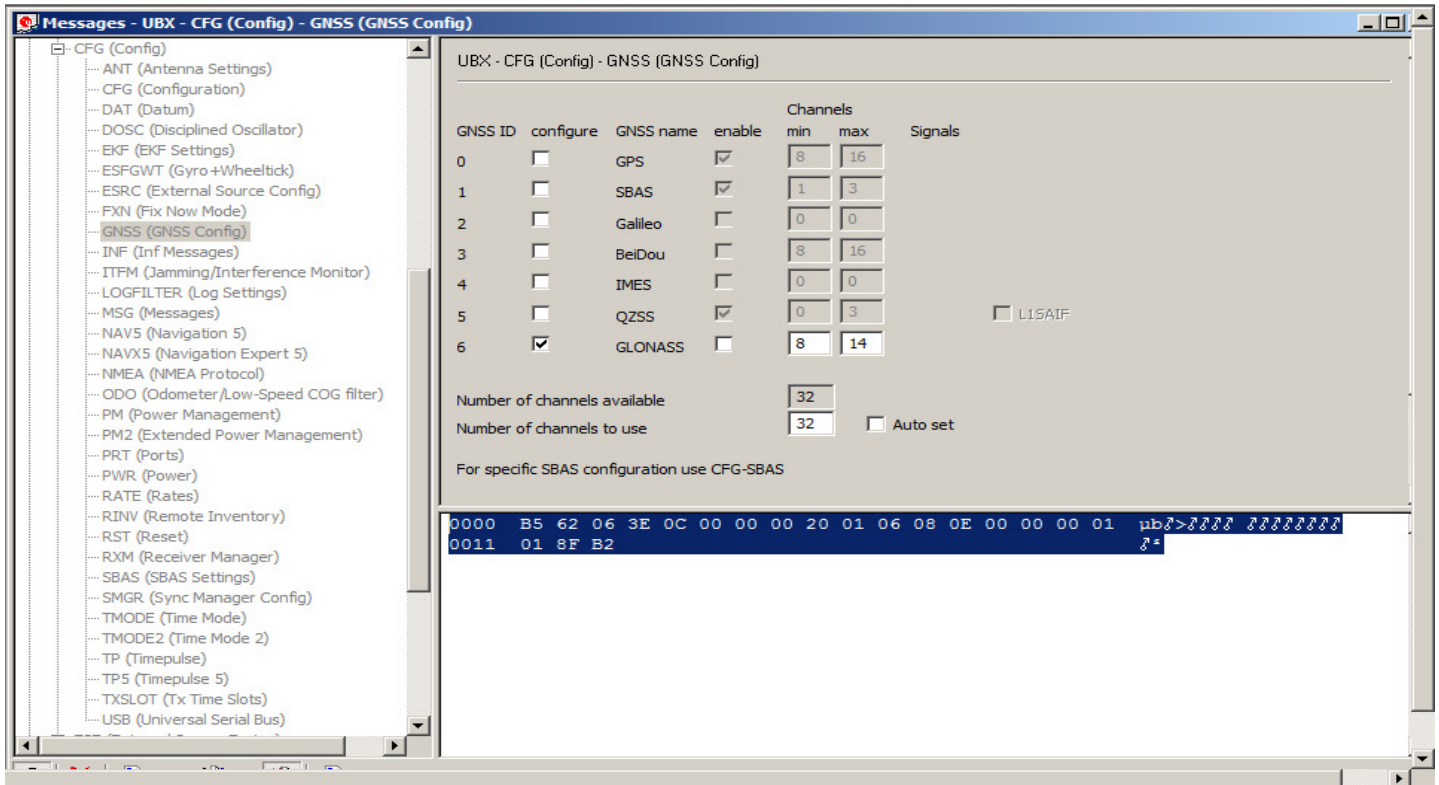 Messages - UBX - CFG (Config) - GNSS (GNSS Config)
CFG (Config)
ANT (Antenna Settings)
CFG (Configuration)
DAT (Datum)
DOSC (Disciplined Oscillator)
EKF (EKF Settings)
ESFGWT (Gyro+Wheeltick)
ESRC (External Source Config)
FXN (Fix Now Mode)
GNSS (GNSS Config)
INF (Inf Messages)
ITFM (Jamming/Interference Monitor)
LOGFILTER (Log Settings)
MSG (Messages)
NAV5 (Navigation 5)
NAVX5 (Navigation Expert 5)
NMEA (NMEA Protocol)
ODO (Odometer/Low-Speed COG filter)
PM (Power Management)
PM2 (Extended Power Management)
PRT (Ports)
PWR (Power)
RATE (Rates)
RINV (Remote Inventory)
RST (Reset)
RXM (Receiver Manager)
SBAS (SBAS Settings)
SMGR (Sync Manager Config)
TMODE (Time Mode)
TMODE2 (Time Mode 2)
TP (Timepulse)
TP5 (Timepulse 5)
TXSLOT (Tx Time Slots)
USB (Universal Serial Bus)
UBX - CFG (Config) - GNSS (GNSS Config)
Channels
GNSS ID configure GNSS name enable min max Signals
0 GPS 8 16
1 SBAS 1 3
2 Galileo 0 0
3 BeiDou 8 16
4 IMES 0 0
5 QZSS 0 3 L1SAIF
6 GLONASS 8 14
Number of channels available 32
Number of channels to use 32 Auto set
For specific SBAS configuration use CFG-SBAS
0000 B5 62 06 3E 0C 00 00 00 20 01 06 08 0E 00 00 00 01 µb♂>♂♂♂♂ ♂♂♂♂♂♂♂♂
0011 01 8F B2